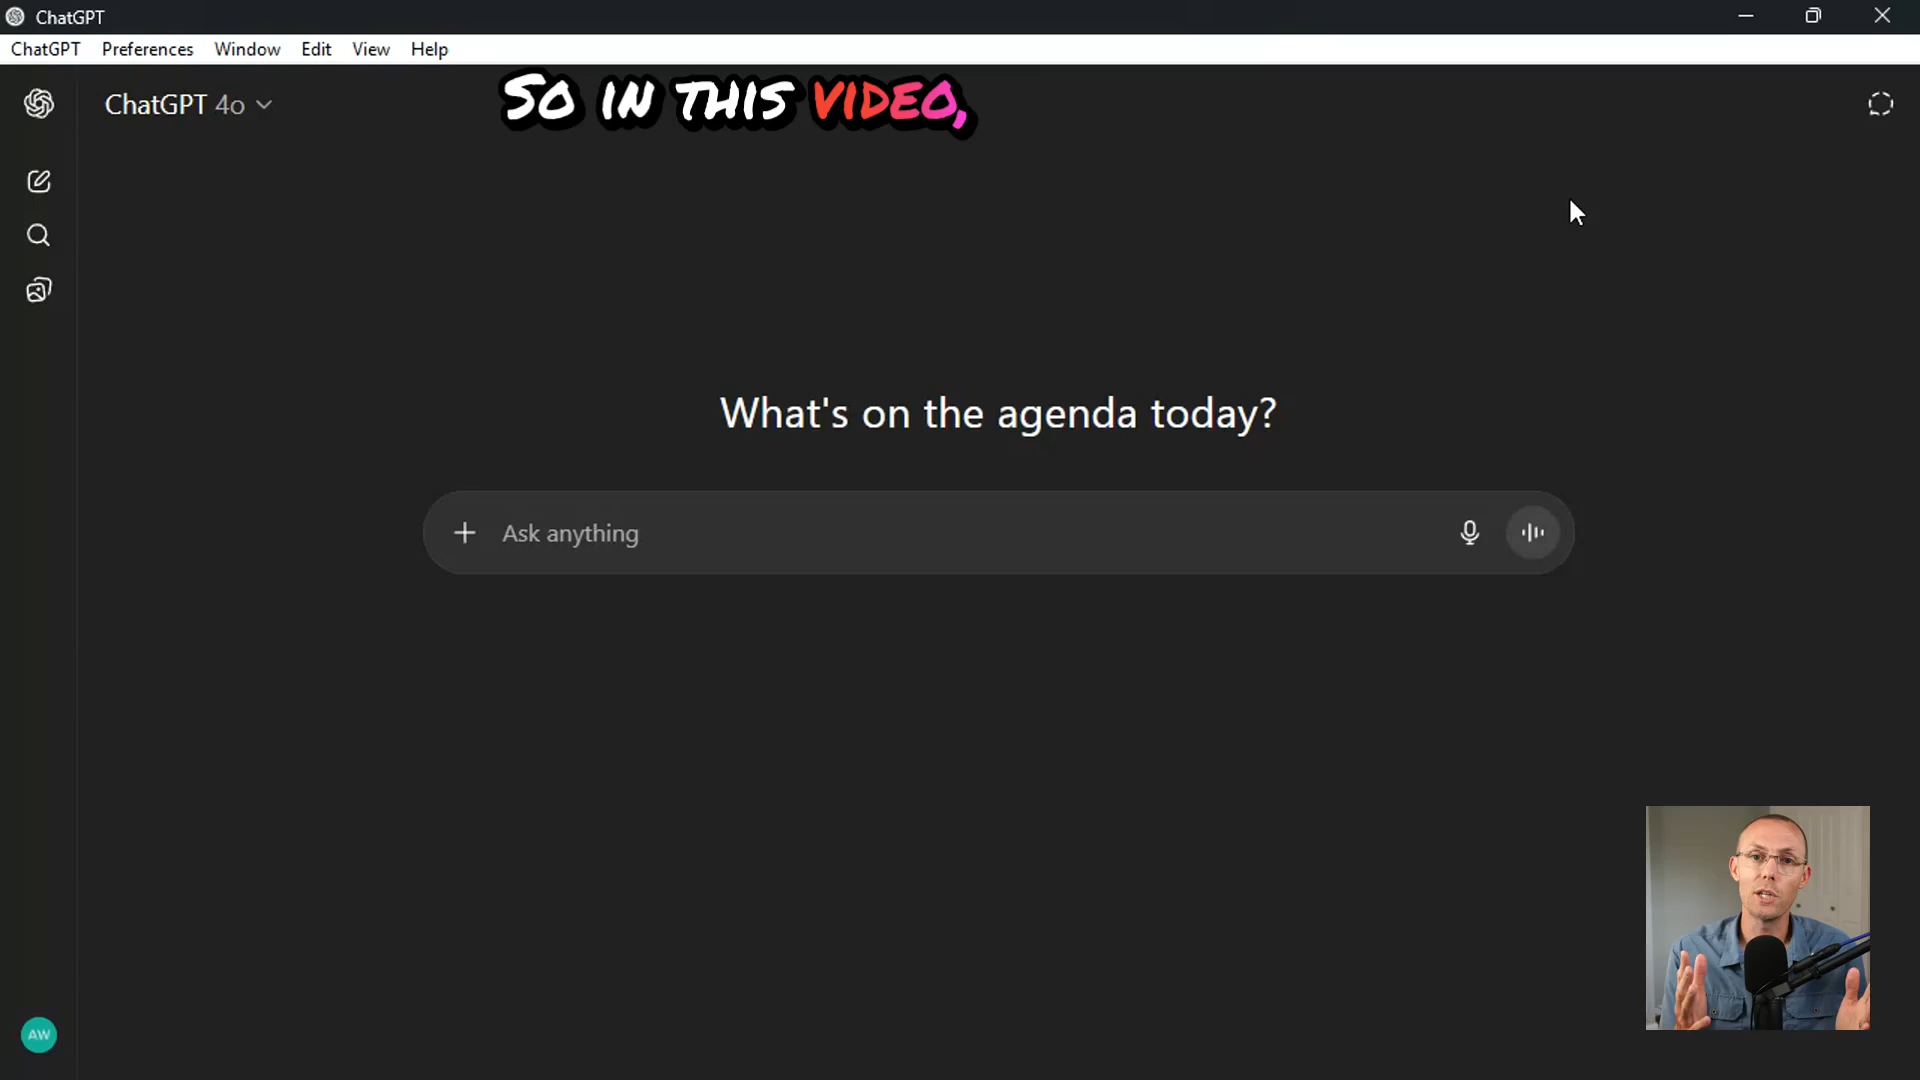 ChatGPT
ChatGPT Preferences Window Edit View Help
ChatGPT 4o
So in this video,
What's on the agenda today?
Ask anything
AW